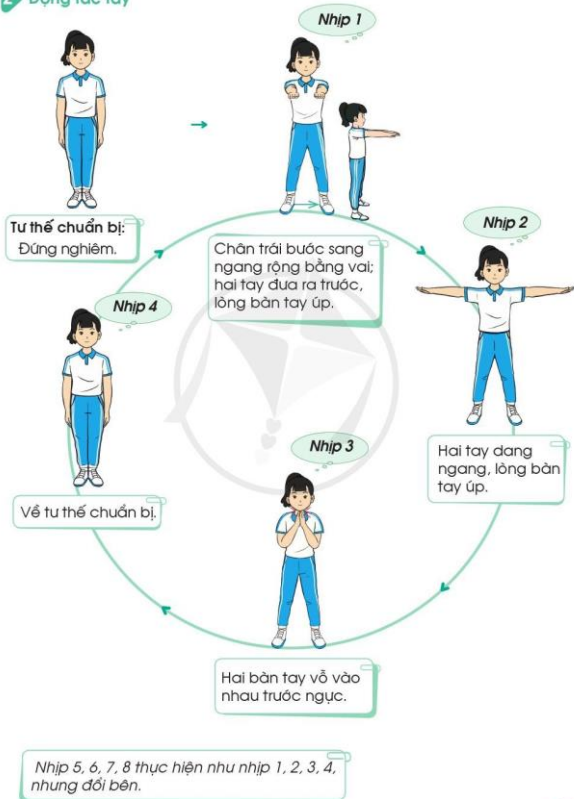 2 Động tác tay
Nhịp 1
Tư thế chuẩn bị:
Đứng nghiêm.
Chân trái bước sang
ngang rộng bằng vai;
hai tay đưa ra trước,
lòng bàn tay úp.
Nhịp 2
Hai tay dang
ngang, lòng bàn
tay úp.
Nhịp 3
Hai bàn tay vỗ vào
nhau trước ngực.
Nhịp 4
Về tư thế chuẩn bị.
Nhịp 5, 6, 7, 8 thực hiện như nhịp 1, 2, 3, 4,
nhưng đổi bên.